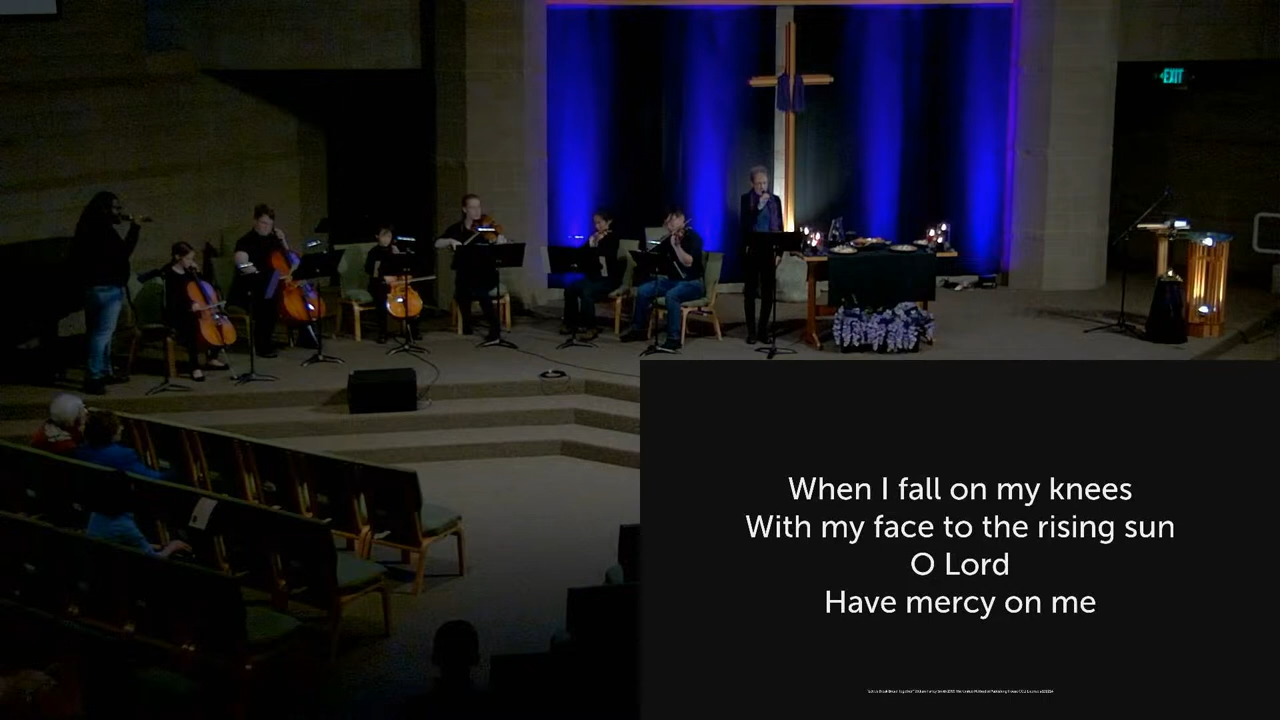 EXIT
When I fall on my knees
With my face to the rising sun
O Lord
Have mercy on me